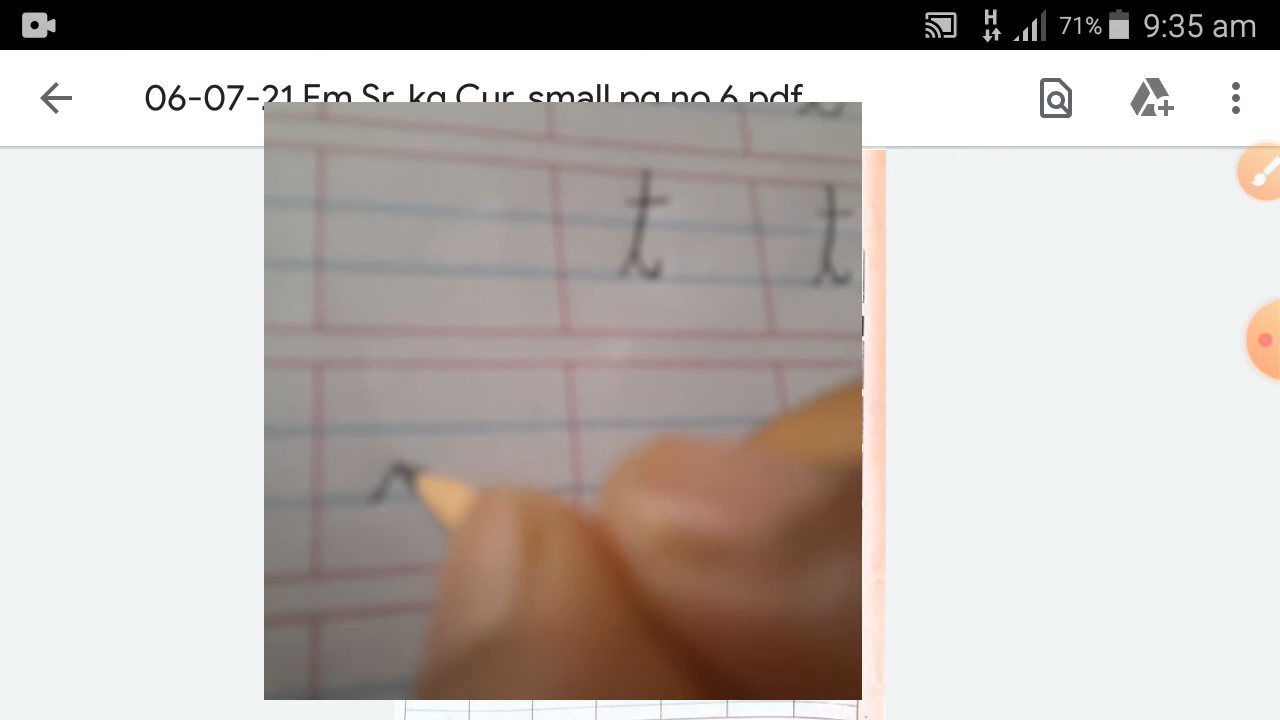 H 71% 9:35 am
06-07-21 Em Sr. kg Cur. small pg no 6.pdf
t t